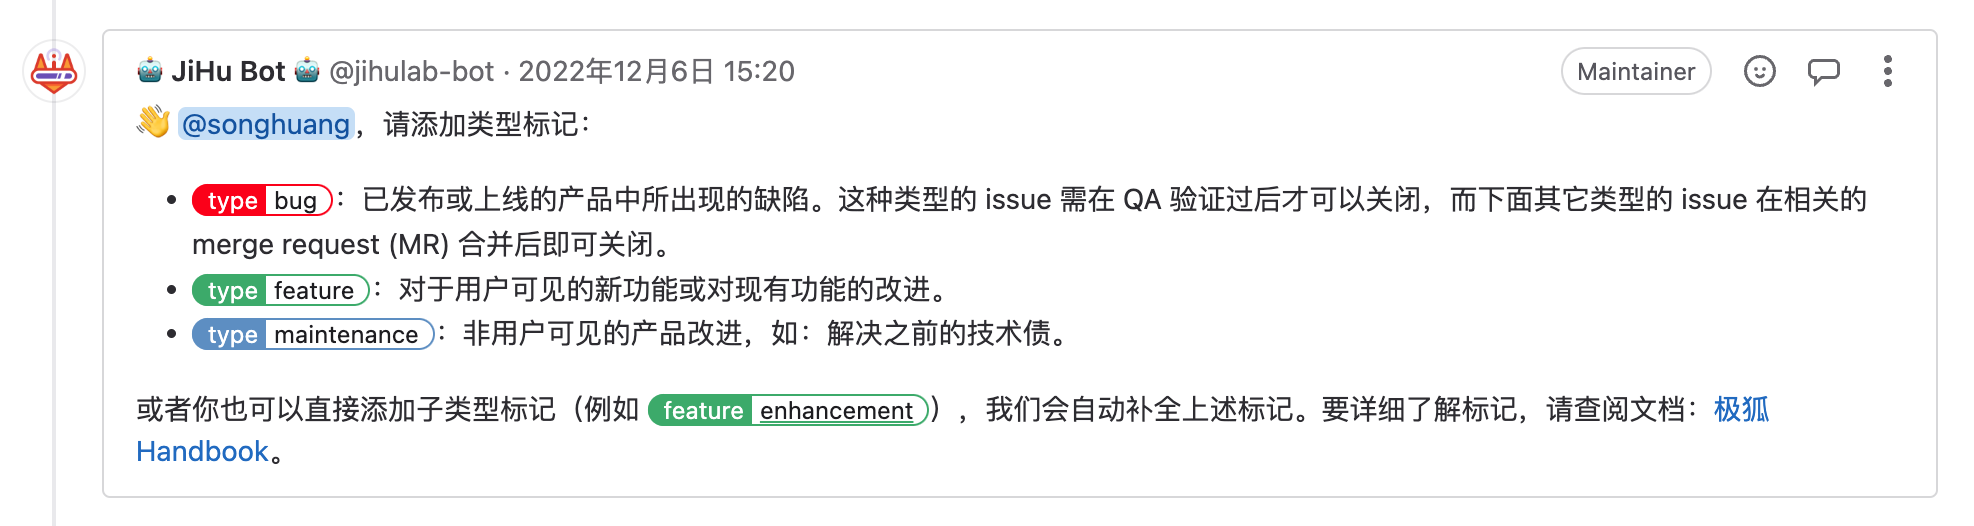 JiHu Bot @jihulab-bot · 2022年12月6日 15:20 Maintainer
@songhuang，请添加类型标记：
type bug：已发布或上线的产品中所出现的缺陷。这种类型的 issue 需在 QA 验证过后才可以关闭，而下面其它类型的 issue 在相关的
merge request (MR) 合并后即可关闭。
type feature：对于用户可见的新功能或对现有功能的改进。
type maintenance：非用户可见的产品改进，如：解决之前的技术债。
或者你也可以直接添加子类型标记（例如 feature enhancement），我们会自动补全上述标记。要详细了解标记，请查阅文档：极狐
Handbook。